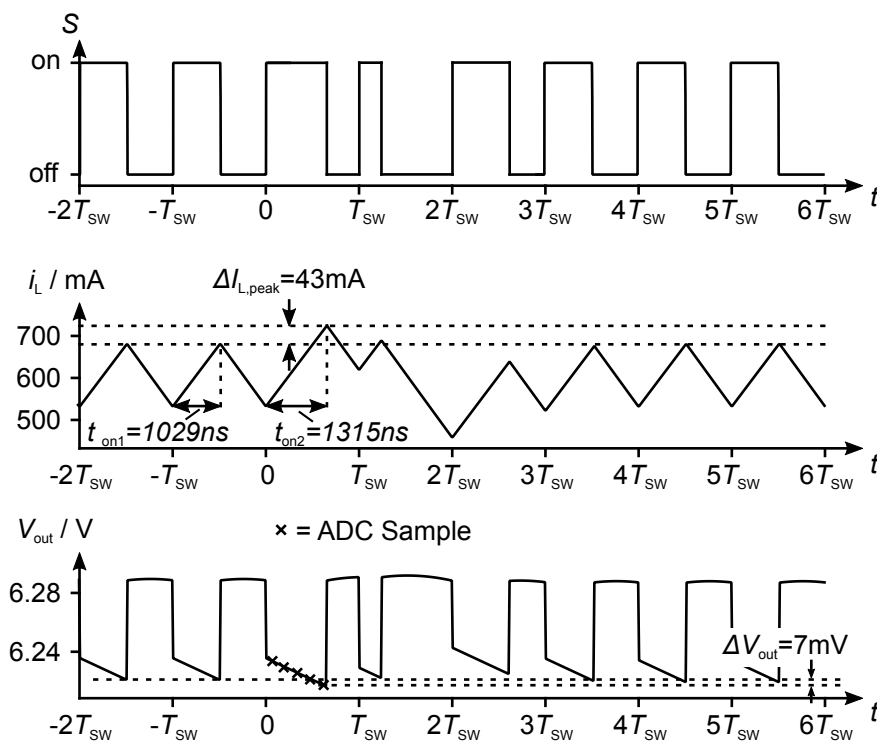 S
on
off
-2T_SW -T_SW 0 T_SW 2T_SW 3T_SW 4T_SW 5T_SW 6T_SW t
i_L / mA
ΔI_L,peak=43mA
700
600
500
t_on1=1029ns t_on2=1315ns
-2T_SW -T_SW 0 T_SW 2T_SW 3T_SW 4T_SW 5T_SW 6T_SW t
V_out / V × = ADC Sample
6.28
6.24
ΔV_out=7mV
-2T_SW -T_SW 0 T_SW 2T_SW 3T_SW 4T_SW 5T_SW 6T_SW t